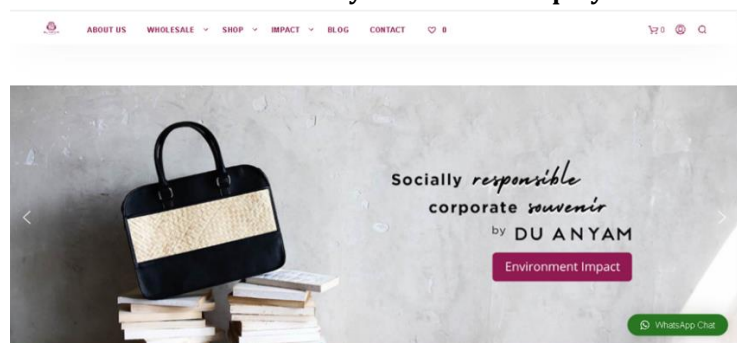 ABOUT US WHOLESALE SHOP IMPACT BLOG CONTACT 0 0
Socially responsible
corporate souvenir
by DU ANYAM
Environment Impact
WhatsApp Chat